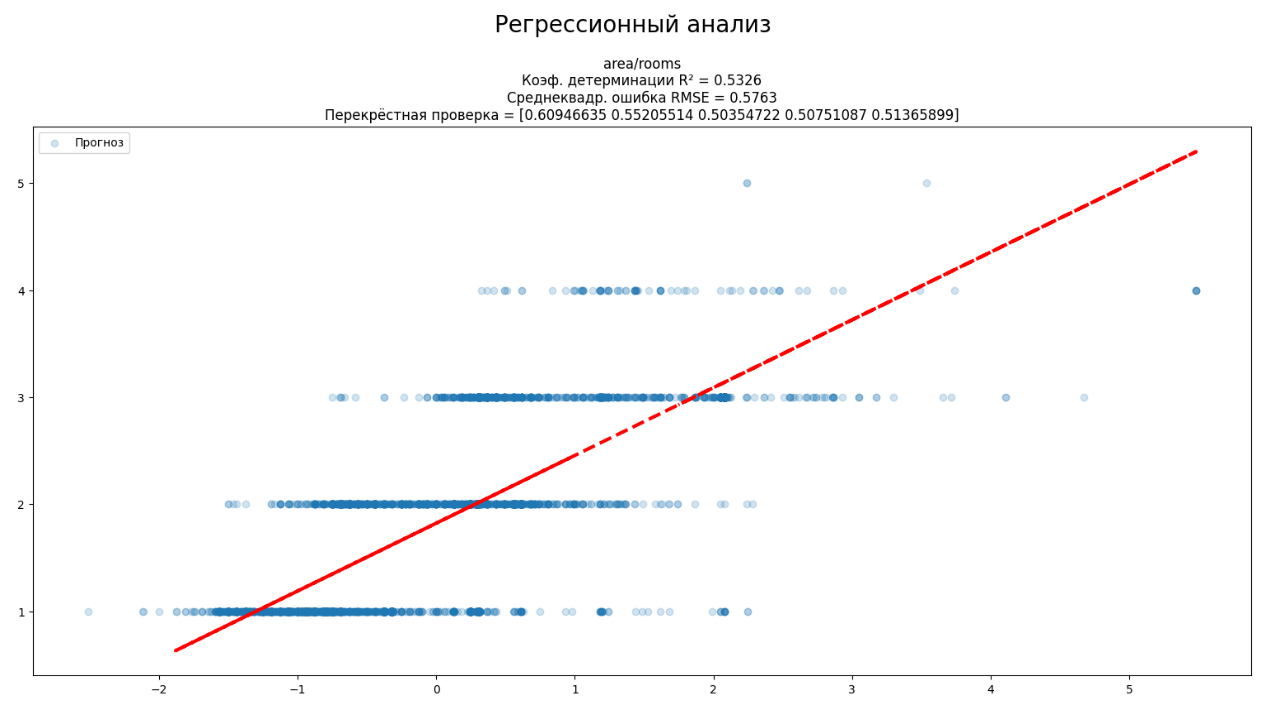 Регрессионный анализ
area/rooms
Коэф. детерминации R² = 0.5326
Среднеквадр. ошибка RMSE = 0.5763
Перекрёстная проверка = [0.60946635 0.55205514 0.50354722 0.50751087 0.51365899]
Прогноз
5
4
3
2
1
−2
−1
0
1
2
3
4
5